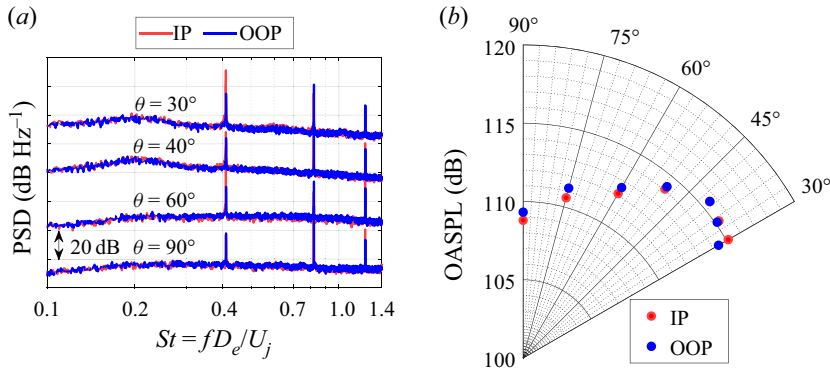 (a)
IP OOP
PSD (dB Hz⁻¹)
θ = 30°
θ = 40°
θ = 60°
20 dB
θ = 90°
0.1 0.2 0.4 0.7 1.0 1.4
St = fDₑ/Uⱼ
(b)
120
115
110
105
100
OASPL (dB)
90°
75°
60°
45°
30°
IP
OOP